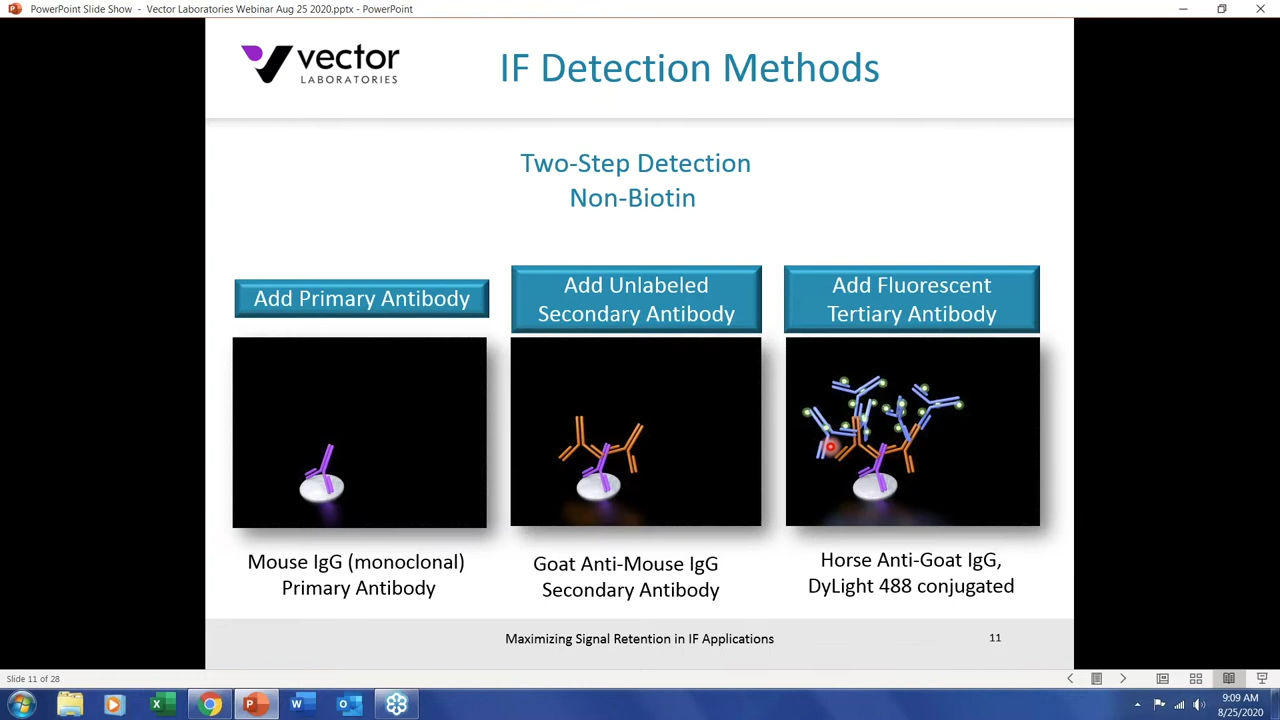 PowerPoint Slide Show - Vector Laboratories Webinar Aug 25 2020.pptx - PowerPoint
vector
LABORATORIES
IF Detection Methods
Two-Step Detection
Non-Biotin
Add Primary Antibody
Add Unlabeled
Secondary Antibody
Add Fluorescent
Tertiary Antibody
Mouse IgG (monoclonal)
Primary Antibody
Goat Anti-Mouse IgG
Secondary Antibody
Horse Anti-Goat IgG,
DyLight 488 conjugated
Maximizing Signal Retention in IF Applications
11
Slide 11 of 28
9:09 AM
8/25/2020